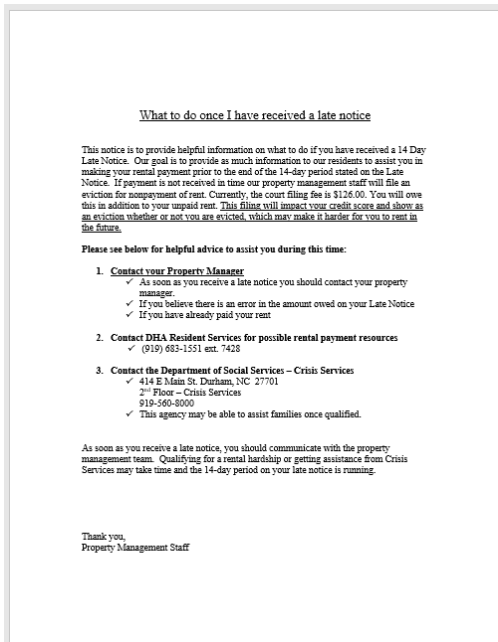 What to do once I have received a late notice
This notice is to provide helpful information on what to do if you have received a 14 Day
Late Notice. Our goal is to provide as much information to our residents to assist you in
making your rental payment prior to the end of the 14-day period stated on the Late
Notice. If payment is not received in time our property management staff will file an
eviction for nonpayment of rent. Currently, the court filing fee is $126.00. You will owe
this in addition to your unpaid rent. This filing will impact your credit score and show as
an eviction whether or not you are evicted, which may make it harder for you to rent in
the future.
Please see below for helpful advice to assist you during this time:
1. Contact your Property Manager
✓ As soon as you receive a late notice you should contact your property
manager.
✓ If you believe there is an error in the amount owed on your Late Notice
✓ If you have already paid your rent
2. Contact DHA Resident Services for possible rental payment resources
✓ (919) 683-1551 ext. 7428
3. Contact the Department of Social Services – Crisis Services
✓ 414 E Main St. Durham, NC 27701
2nd Floor – Crisis Services
919-560-8000
✓ This agency may be able to assist families once qualified.
As soon as you receive a late notice, you should communicate with the property
management team. Qualifying for a rental hardship or getting assistance from Crisis
Services may take time and the 14-day period on your late notice is running.
Thank you,
Property Management Staff